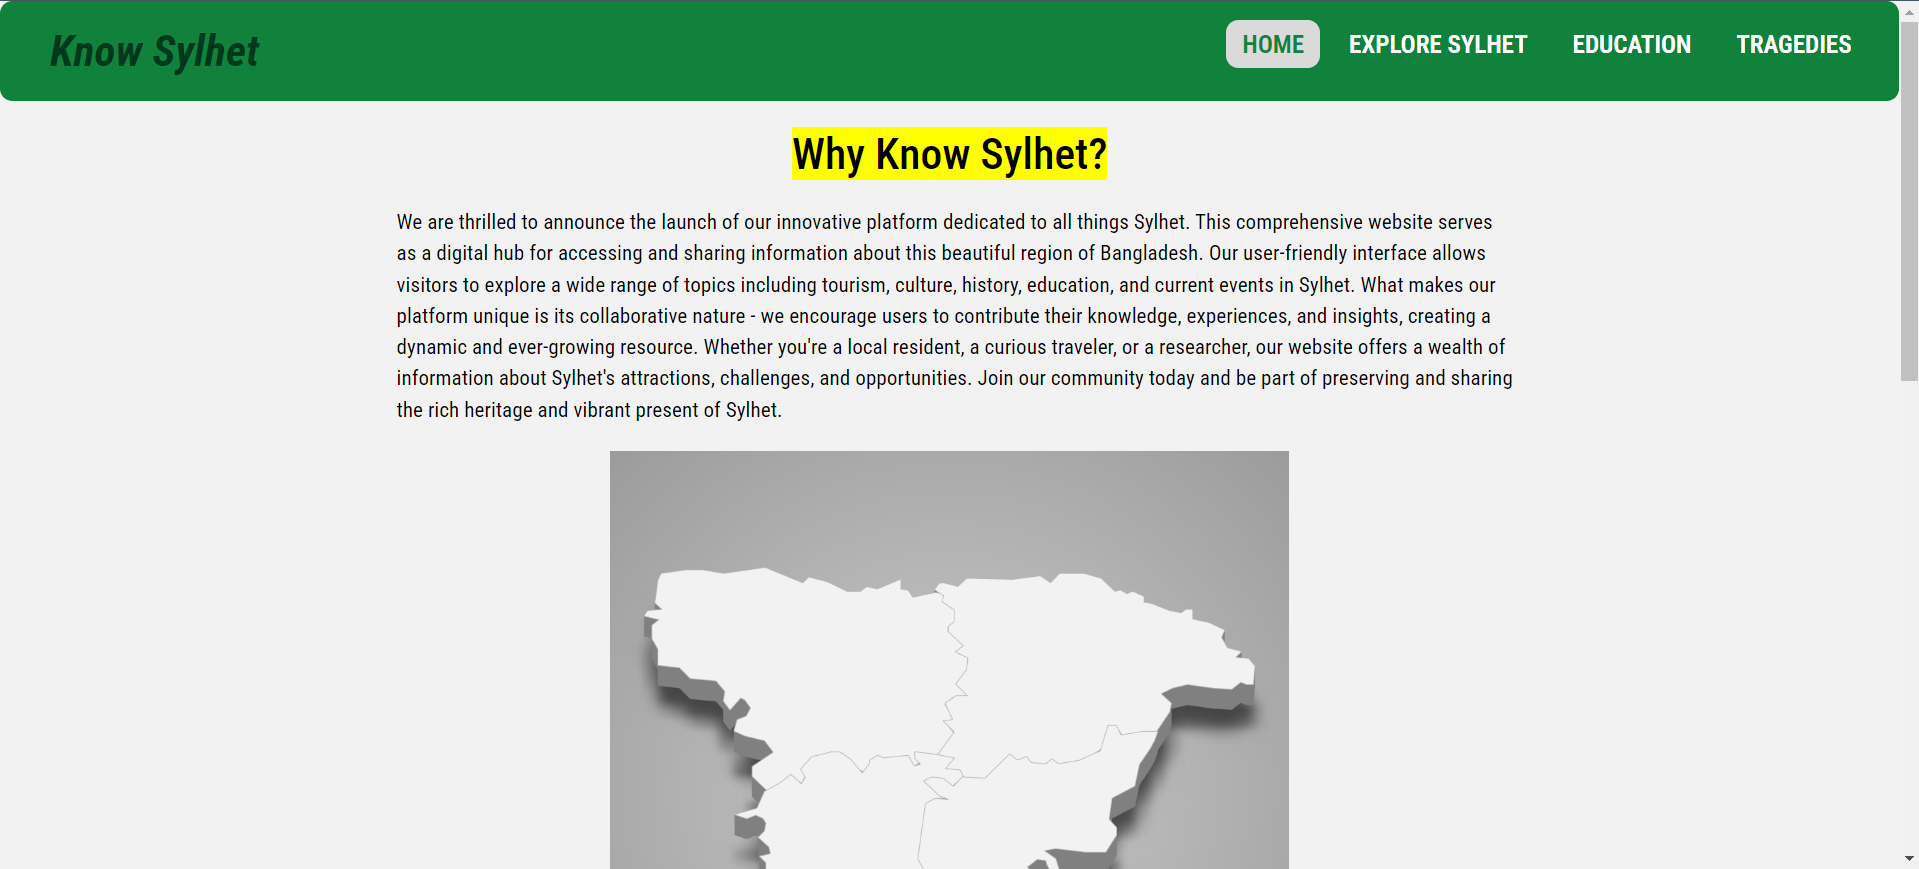 Know Sylhet
HOME EXPLORE SYLHET EDUCATION TRAGEDIES
Why Know Sylhet?
We are thrilled to announce the launch of our innovative platform dedicated to all things Sylhet. This comprehensive website serves
as a digital hub for accessing and sharing information about this beautiful region of Bangladesh. Our user-friendly interface allows
visitors to explore a wide range of topics including tourism, culture, history, education, and current events in Sylhet. What makes our
platform unique is its collaborative nature - we encourage users to contribute their knowledge, experiences, and insights, creating a
dynamic and ever-growing resource. Whether you're a local resident, a curious traveler, or a researcher, our website offers a wealth of
information about Sylhet's attractions, challenges, and opportunities. Join our community today and be part of preserving and sharing
the rich heritage and vibrant present of Sylhet.